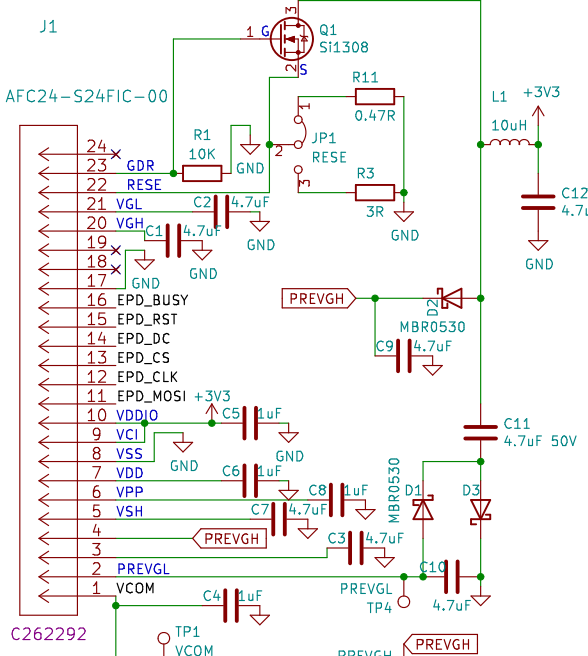 J1
AFC24-S24FIC-00
3
1
G
Q1
Si1308
2
S
R11
0.47R
1
L1
+3V3
10uH
R1
10K
GND
2
JP1
RESE
3
R3
3R
GND
C12
4.7u
GND
24
23
GDR
22
RESE
21
VGL
C2
4.7uF
GND
20
VGH
C1
4.7uF
GND
19
18
17
GND
16
EPD_BUSY
15
EPD_RST
14
EPD_DC
13
EPD_CS
12
EPD_CLK
11
EPD_MOSI
10
VDDIO
+3V3
C5
1uF
GND
9
VCI
8
VSS
GND
7
VDD
C6
1uF
6
VPP
C8
1uF
5
VSH
C7
4.7uF
4
PREVGH
3
C3
4.7uF
2
PREVGL
1
VCOM
C4
1uF
PREVGH
D2
MBR0530
C9
4.7uF
C11
4.7uF 50V
MBR0530
D1
D3
C10
4.7uF
PREVGL
TP4
C262292
TP1
VCOM
PREVGH
PREVGH